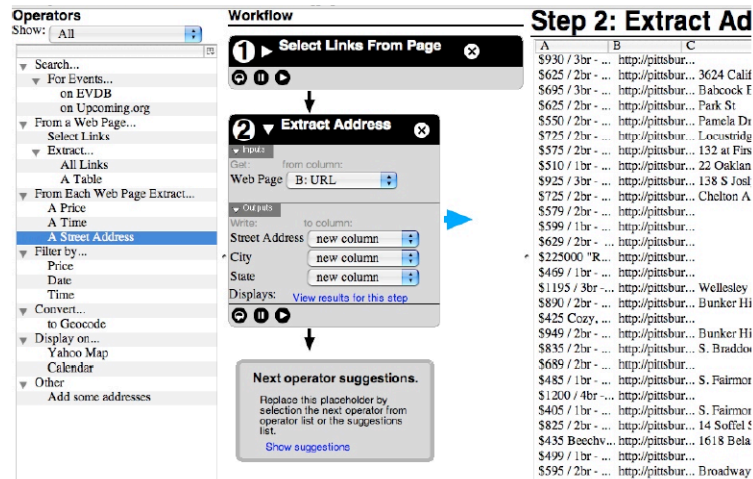 Operators
Show: All
Search...
For Events...
on EVDB
on Upcoming.org
From a Web Page...
Select Links
Extract...
All Links
A Table
From Each Web Page Extract...
A Price
A Time
A Street Address
Filter by...
Price
Date
Time
Convert...
to Geocode
Display on...
Yahoo Map
Calendar
Other
Add some addresses
Workflow
1 Select Links From Page
2 Extract Address
Inputs
Get: from column:
Web Page B: URL
Outputs
Write: to column:
Street Address new column
City new column
State new column
Displays: View results for this step
Next operator suggestions.
Replace this placeholder by
selection the next operator from
operator list or the suggestions
list.
Show suggestions
Step 2: Extract Ad
A B C
$930 / 3br - ... http://pittsbur...
$625 / 2br - ... http://pittsbur... 3624 Calif
$695 / 3br - ... http://pittsbur... Babcock E
$625 / 2br - ... http://pittsbur... Park St
$550 / 2br - ... http://pittsbur... Pamela Dr
$725 / 2br - ... http://pittsbur... Locustridg
$575 / 2br - ... http://pittsbur... 132 at Firs
$510 / 1br - ... http://pittsbur... 22 Oaklan
$925 / 3br - ... http://pittsbur... 138 S Josl
$725 / 2br - ... http://pittsbur... Chelton A
$579 / 2br - ... http://pittsbur...
$599 / 1br - ... http://pittsbur...
$629 / 2br - ... http://pittsbur...
$225000 "R... http://pittsbur...
$469 / 1br - ... http://pittsbur...
$1195 / 3br -... http://pittsbur... Wellesley
$890 / 2br - ... http://pittsbur... Bunker Hi
$425 Cozy, ... http://pittsbur...
$949 / 2br - ... http://pittsbur... Bunker Hi
$835 / 2br - ... http://pittsbur... S. Braddo
$689 / 2br - ... http://pittsbur...
$485 / 1br - ... http://pittsbur... S. Fairmor
$1200 / 4br -... http://pittsbur...
$405 / 1br - ... http://pittsbur... S. Fairmor
$825 / 2br - ... http://pittsbur... 14 Soffel S
$435 Beechv... http://pittsbur... 1618 Bela
$499 / 1br - ... http://pittsbur...
$595 / 2br - ... http://pittsbur... Broadway